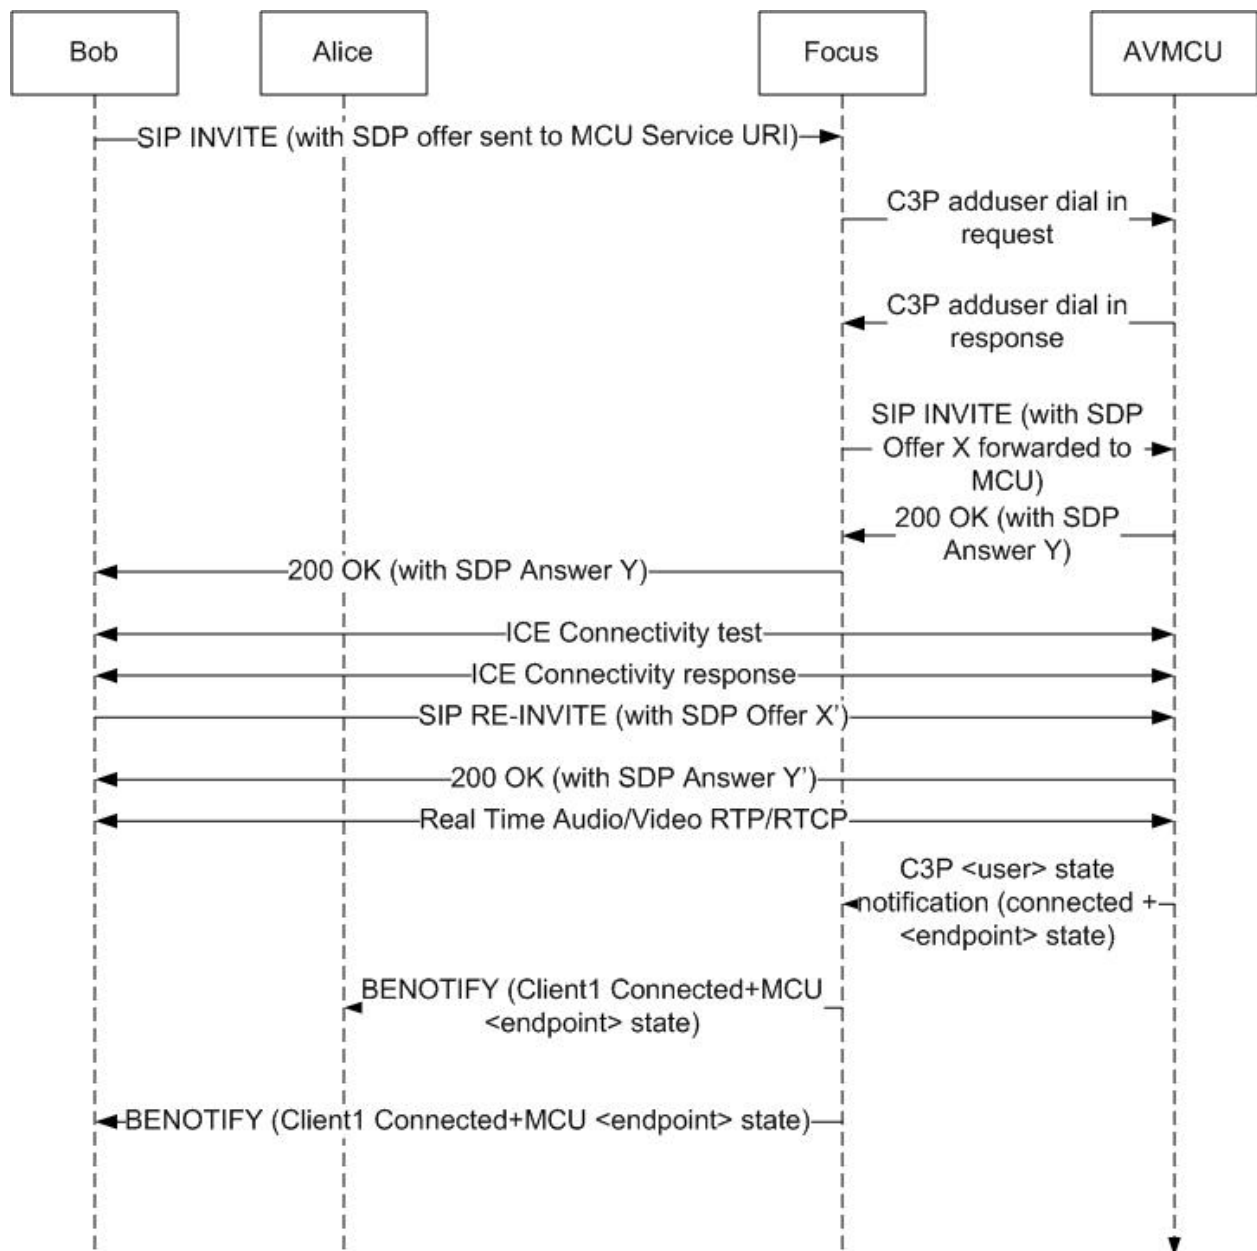 Bob
Alice
Focus
AVMCU
SIP INVITE (with SDP offer sent to MCU Service URI)
C3P adduser dial in
request
C3P adduser dial in
response
SIP INVITE (with SDP
Offer X forwarded to
MCU)
200 OK (with SDP
Answer Y)
200 OK (with SDP Answer Y)
ICE Connectivity test
ICE Connectivity response
SIP RE-INVITE (with SDP Offer X’)
200 OK (with SDP Answer Y’)
Real Time Audio/Video RTP/RTCP
C3P <user> state
notification (connected +
<endpoint> state)
BENOTIFY (Client1 Connected+MCU
<endpoint> state)
BENOTIFY (Client1 Connected+MCU <endpoint> state)